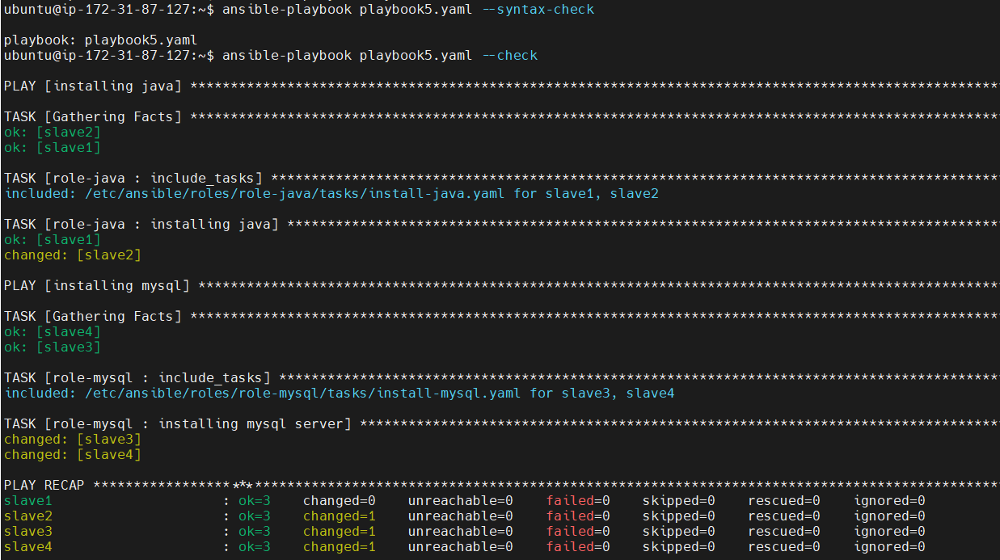 ubuntu@ip-172-31-87-127:~$ ansible-playbook playbook5.yaml --syntax-check
playbook: playbook5.yaml
ubuntu@ip-172-31-87-127:~$ ansible-playbook playbook5.yaml --check
PLAY [installing java] ****************************************************************************************************
TASK [Gathering Facts] ****************************************************************************************************
ok: [slave2]
ok: [slave1]
TASK [role-java : include_tasks] ******************************************************************************************
included: /etc/ansible/roles/role-java/tasks/install-java.yaml for slave1, slave2
TASK [role-java : installing java] ****************************************************************************************
ok: [slave1]
changed: [slave2]
PLAY [installing mysql] ***************************************************************************************************
TASK [Gathering Facts] ****************************************************************************************************
ok: [slave4]
ok: [slave3]
TASK [role-mysql : include_tasks] *****************************************************************************************
included: /etc/ansible/roles/role-mysql/tasks/install-mysql.yaml for slave3, slave4
TASK [role-mysql : installing mysql server] *******************************************************************************
changed: [slave3]
changed: [slave4]
PLAY RECAP ****************************************************************************************************************
slave1 : ok=3 changed=0 unreachable=0 failed=0 skipped=0 rescued=0 ignored=0
slave2 : ok=3 changed=1 unreachable=0 failed=0 skipped=0 rescued=0 ignored=0
slave3 : ok=3 changed=1 unreachable=0 failed=0 skipped=0 rescued=0 ignored=0
slave4 : ok=3 changed=1 unreachable=0 failed=0 skipped=0 rescued=0 ignored=0